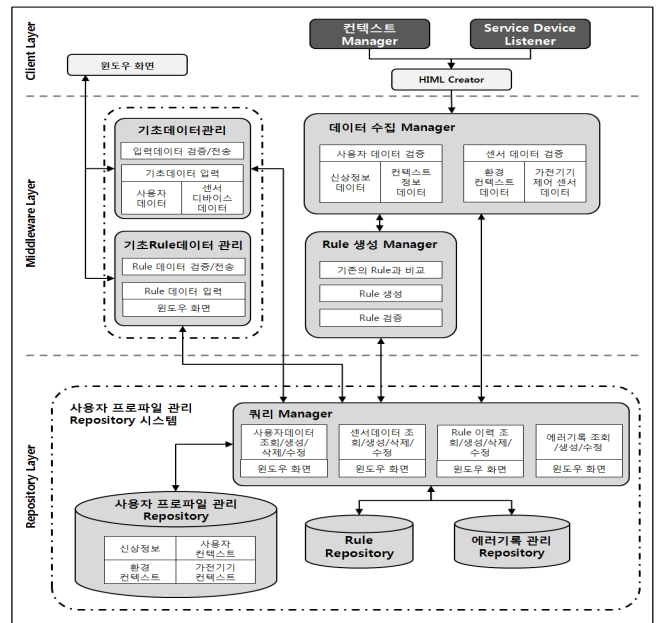 Client Layer
컨텍스트
Manager
Service Device
Listener
윈도우 화면
HIML Creator
Middleware Layer
기초데이터관리
입력데이터 검증/전송
기초데이터 입력
사용자
데이터
센서
디바이스
데이터
기초Rule데이터 관리
Rule 데이터 검증/전송
Rule 데이터 입력
윈도우 화면
데이터 수집 Manager
사용자 데이터 검증
신상정보
데이터
컨텍스트
정보
데이터
센서 데이터 검증
환경
컨텍스트
데이터
가전기기
제어 센서
데이터
Rule 생성 Manager
기존의 Rule과 비교
Rule 생성
Rule 검증
Repository Layer
사용자 프로파일 관리
Repository 시스템
쿼리 Manager
사용자데이터
조회/생성/
삭제/수정
윈도우 화면
센서데이터 조
회/생성/삭제/
수정
윈도우 화면
Rule 이력 조
회/생성/삭제/
수정
윈도우 화면
에러기록 조회
/생성/수정
윈도우 화면
사용자 프로파일 관리
Repository
신상정보
사용자
컨텍스트
환경
컨텍스트
가전기기
컨텍스트
Rule
Repository
에러기록 관리
Repository